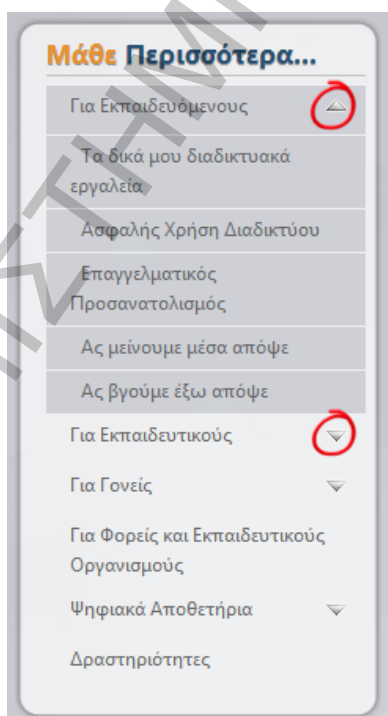 Μάθε Περισσότερα...
Για Εκπαιδευόμενους
Τα δικά μου διαδικτυακά
εργαλεία
Ασφαλής Χρήση Διαδικτύου
Επαγγελματικός
Προσανατολισμός
Ας μείνουμε μέσα απόψε
Ας βγούμε έξω απόψε
Για Εκπαιδευτικούς
Για Γονείς
Για Φορείς και Εκπαιδευτικούς
Οργανισμούς
Ψηφιακά Αποθετήρια
Δραστηριότητες